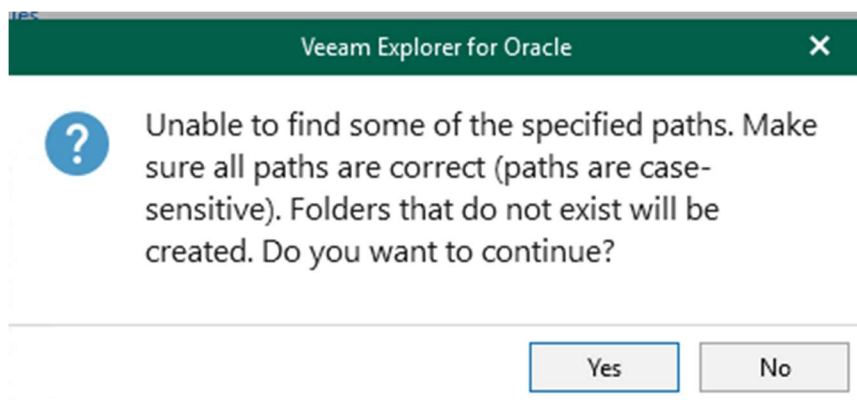 Veeam Explorer for Oracle
Unable to find some of the specified paths. Make
sure all paths are correct (paths are case-
sensitive). Folders that do not exist will be
created. Do you want to continue?
Yes
No